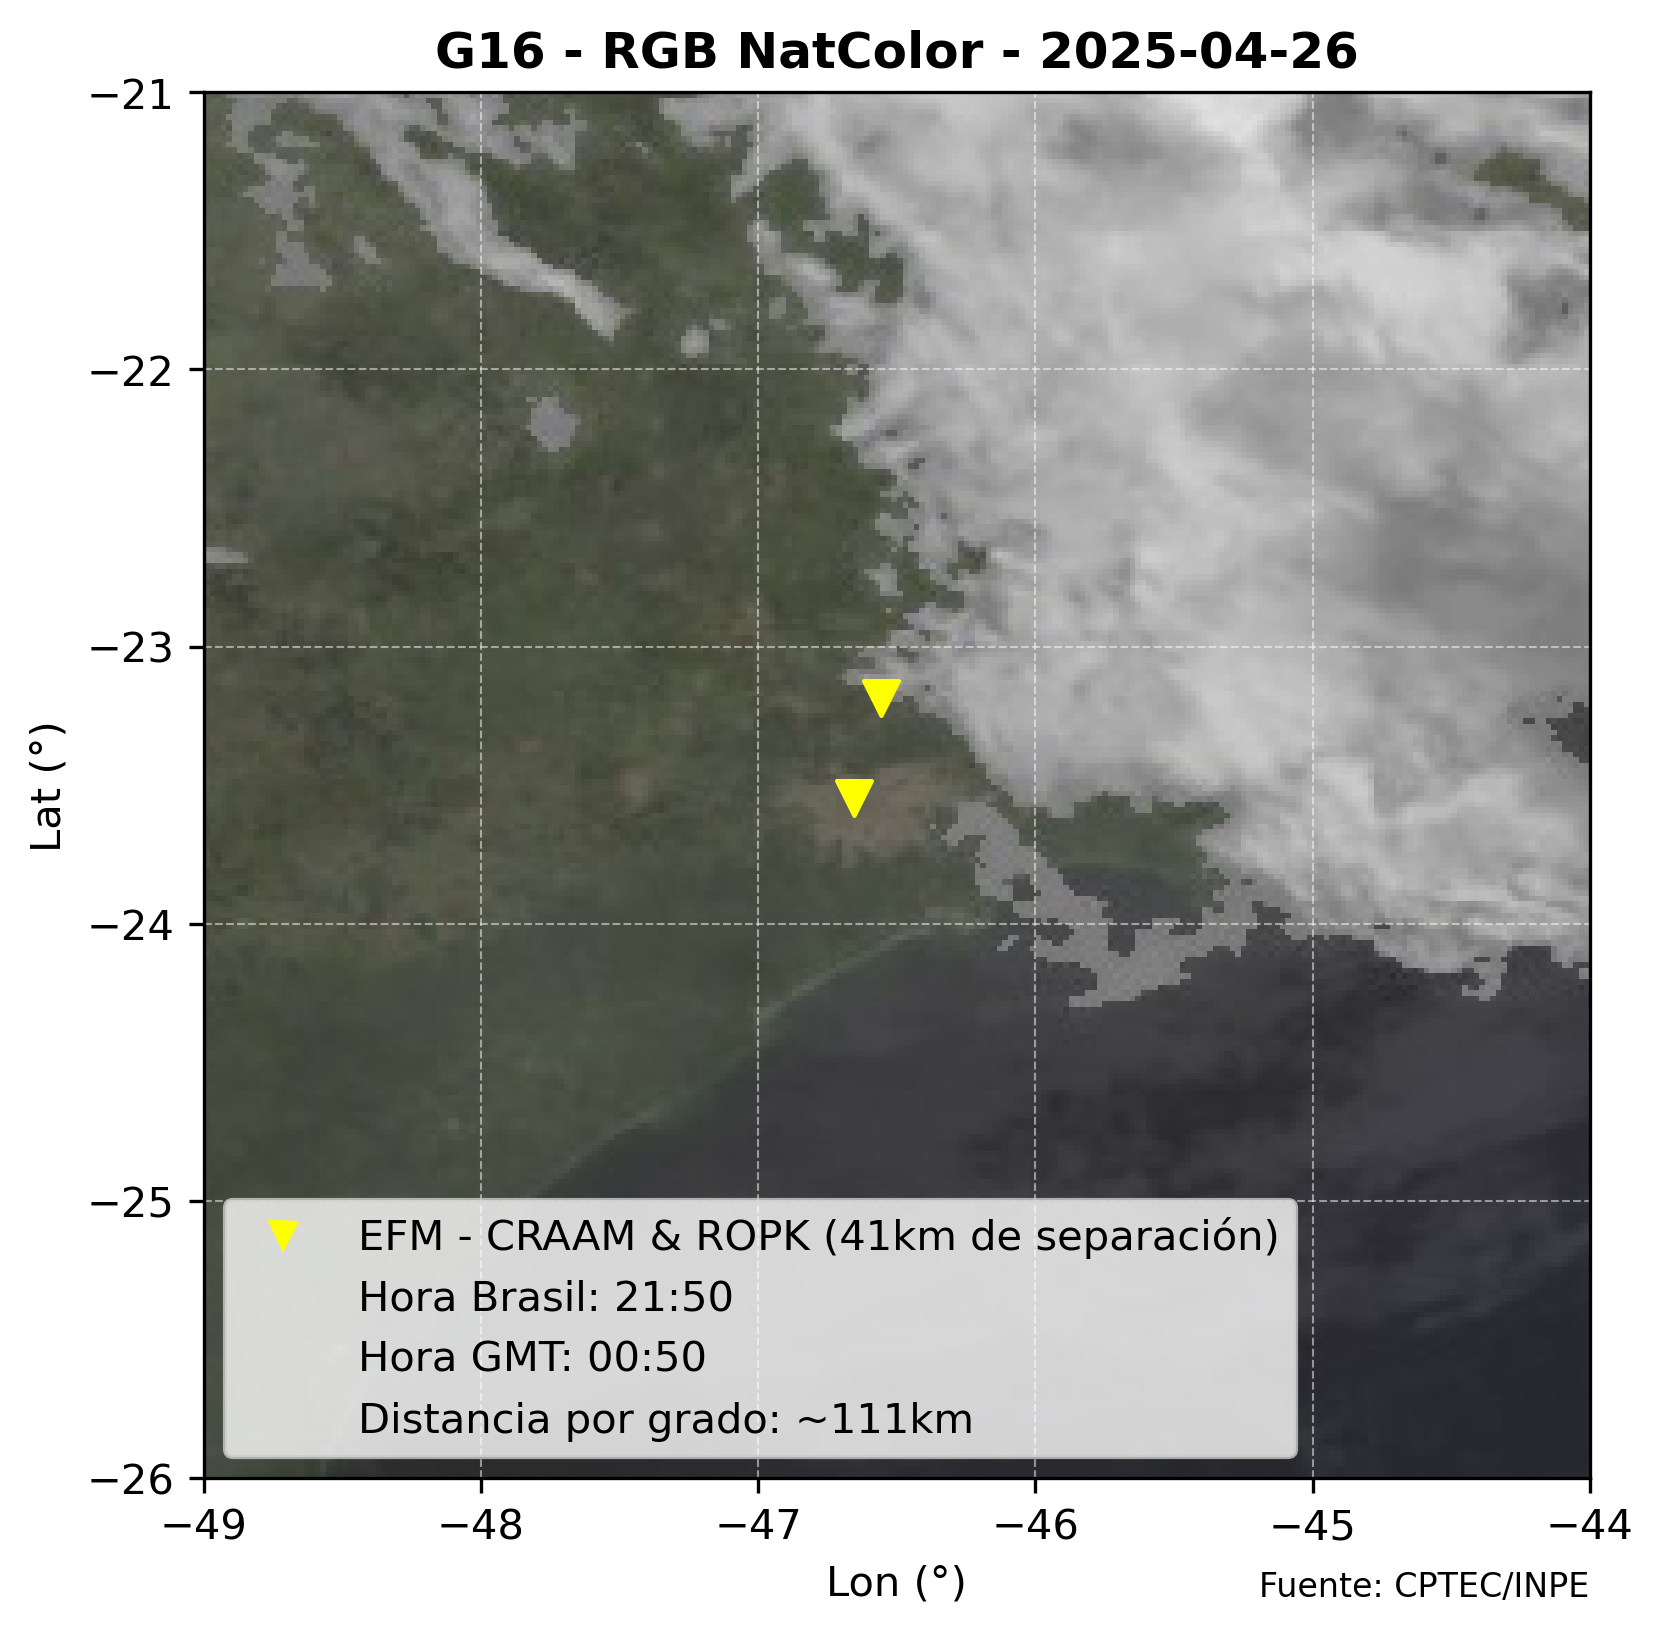 G16 - RGB NatColor - 2025-04-26
−21
−22
−23
−24
−25
−26
Lat (°)
EFM - CRAAM & ROPK (41km de separación)
Hora Brasil: 21:50
Hora GMT: 00:50
Distancia por grado: ~111km
−49 −48 −47 −46 −45 −44
Lon (°)
Fuente: CPTEC/INPE